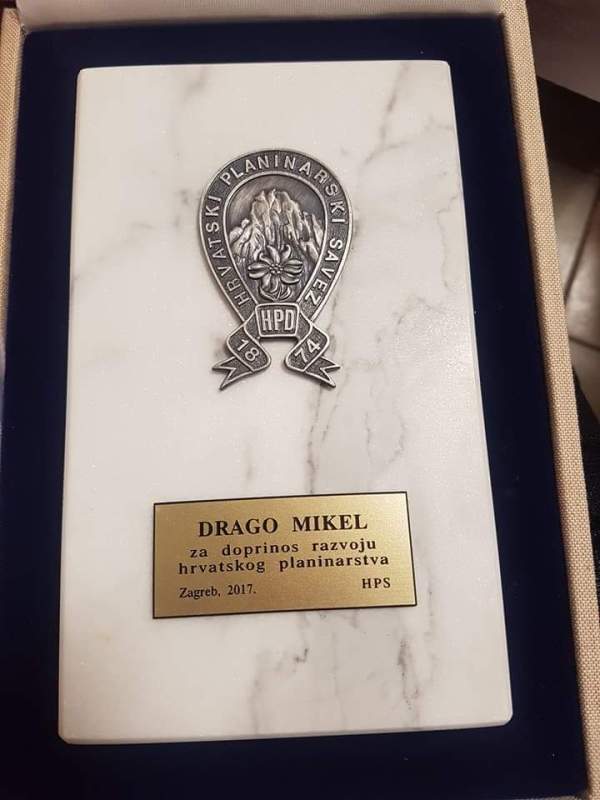 HRVATSKI PLANINARSKI SAVEZ
HPD
18 74
DRAGO MIKEL
za doprinos razvoju
hrvatskog planinarstva
Zagreb, 2017. HPS